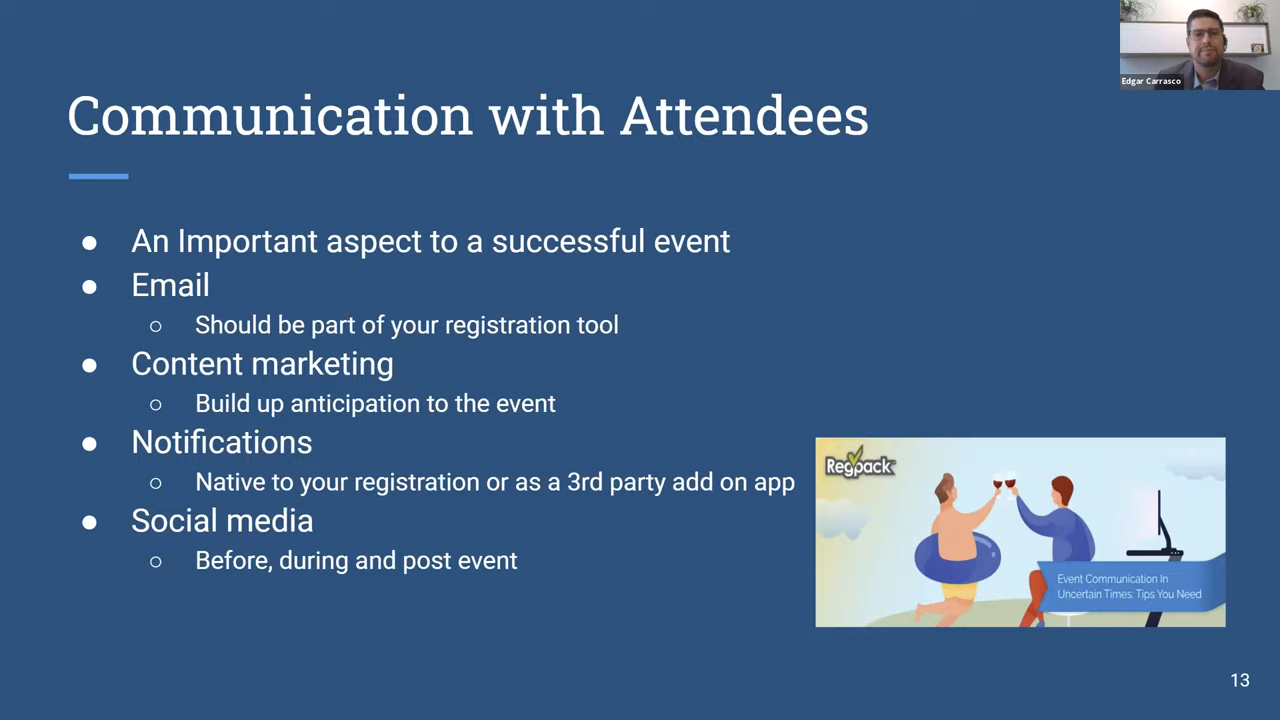 Edgar Carrasco
Communication with Attendees
● An Important aspect to a successful event
● Email
○ Should be part of your registration tool
● Content marketing
○ Build up anticipation to the event
● Notifications
○ Native to your registration or as a 3rd party add on app
● Social media
○ Before, during and post event
Regpack
Event Communication In
Uncertain Times: Tips You Need
13